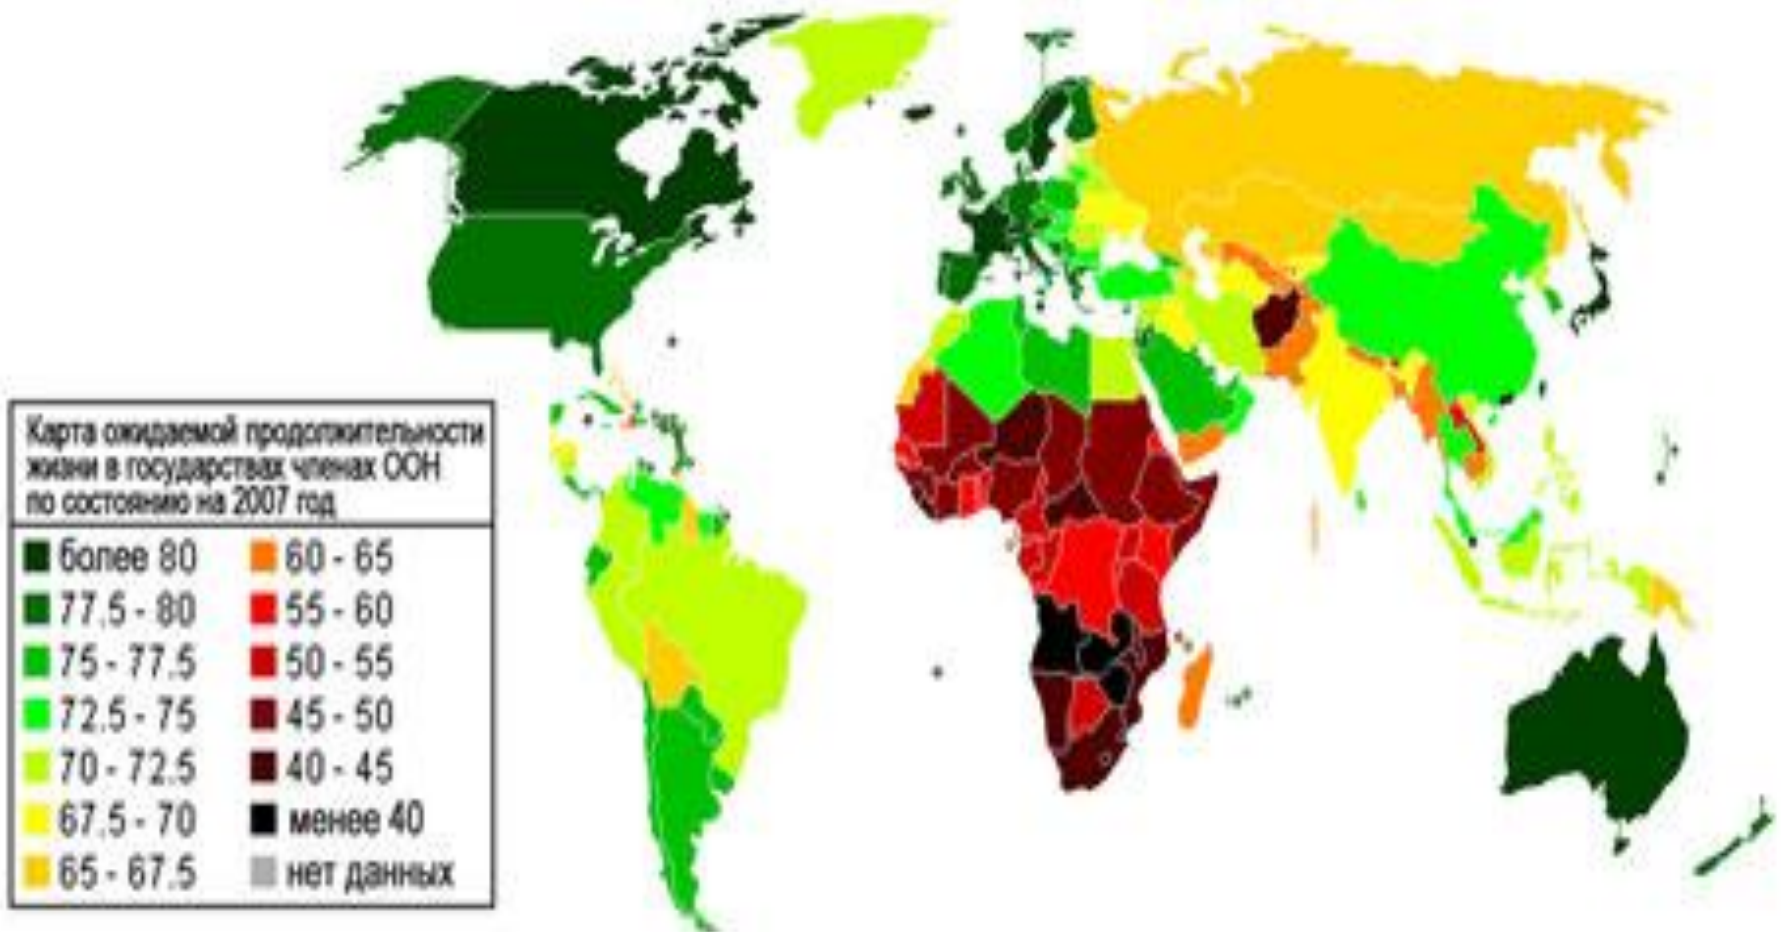 Карта ожидаемой продолжительности
жизни в государствах членах ООН
по состоянию на 2007 год
более 80
77.5 - 80
75 - 77.5
72.5 - 75
70 - 72.5
67.5 - 70
65 - 67.5
60 - 65
55 - 60
50 - 55
45 - 50
40 - 45
менее 40
нет данных